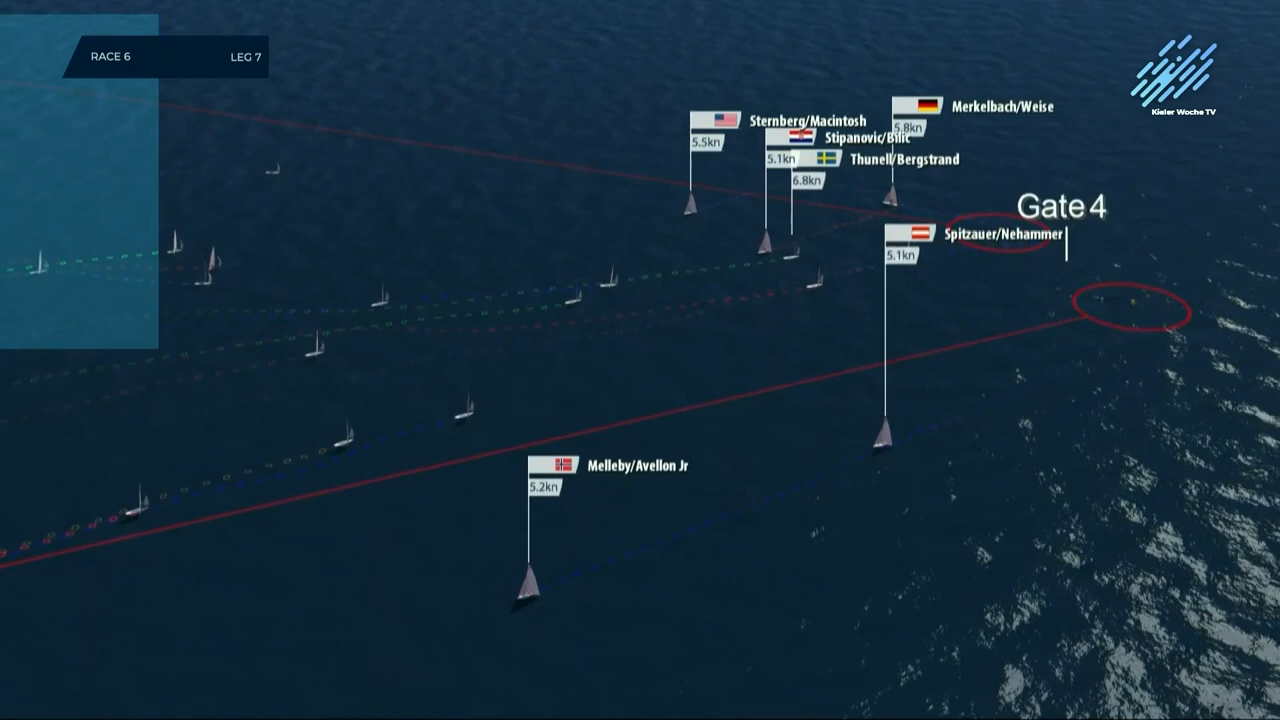 RACE 6 LEG 7
Kieler Woche TV
Merkelbach/Weise
5.8kn
Sternberg/Macintosh
5.5kn
Stipanovic/Bilic
5.1kn
Thunell/Bergstrand
6.8kn
Gate 4
Spitzauer/Nehammer
5.1kn
Melleby/Avellon Jr
5.2kn